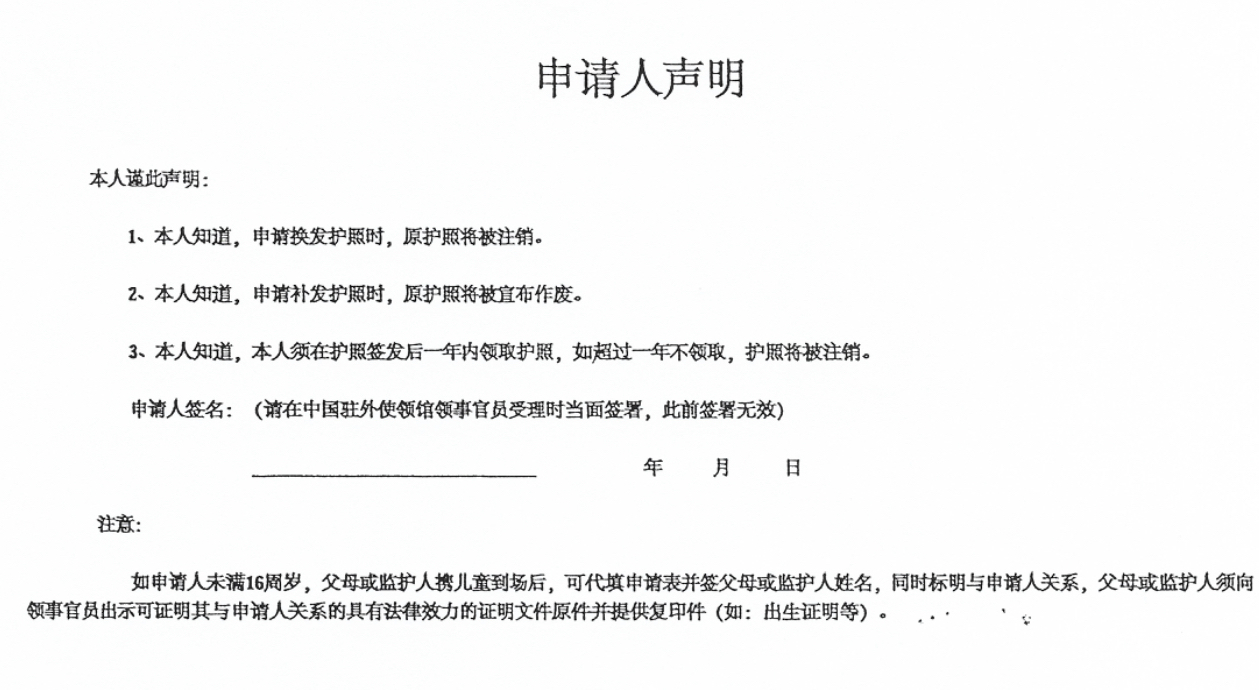 申请人声明
本人谨此声明：
1、本人知道，申请换发护照时，原护照将被注销。
2、本人知道，申请补发护照时，原护照将被宣布作废。
3、本人知道，本人须在护照签发后一年内领取护照，如超过一年不领取，护照将被注销。
申请人签名：（请在中国驻外使领馆领事官员受理时当面签署，此前签署无效）
年 月 日
注意：
如申请人未满16周岁，父母或监护人携儿童到场后，可代填申请表并签父母或监护人姓名，同时标明与申请人关系，父母或监护人须向
领事官员出示可证明其与申请人关系的具有法律效力的证明文件原件并提供复印件（如：出生证明等）。